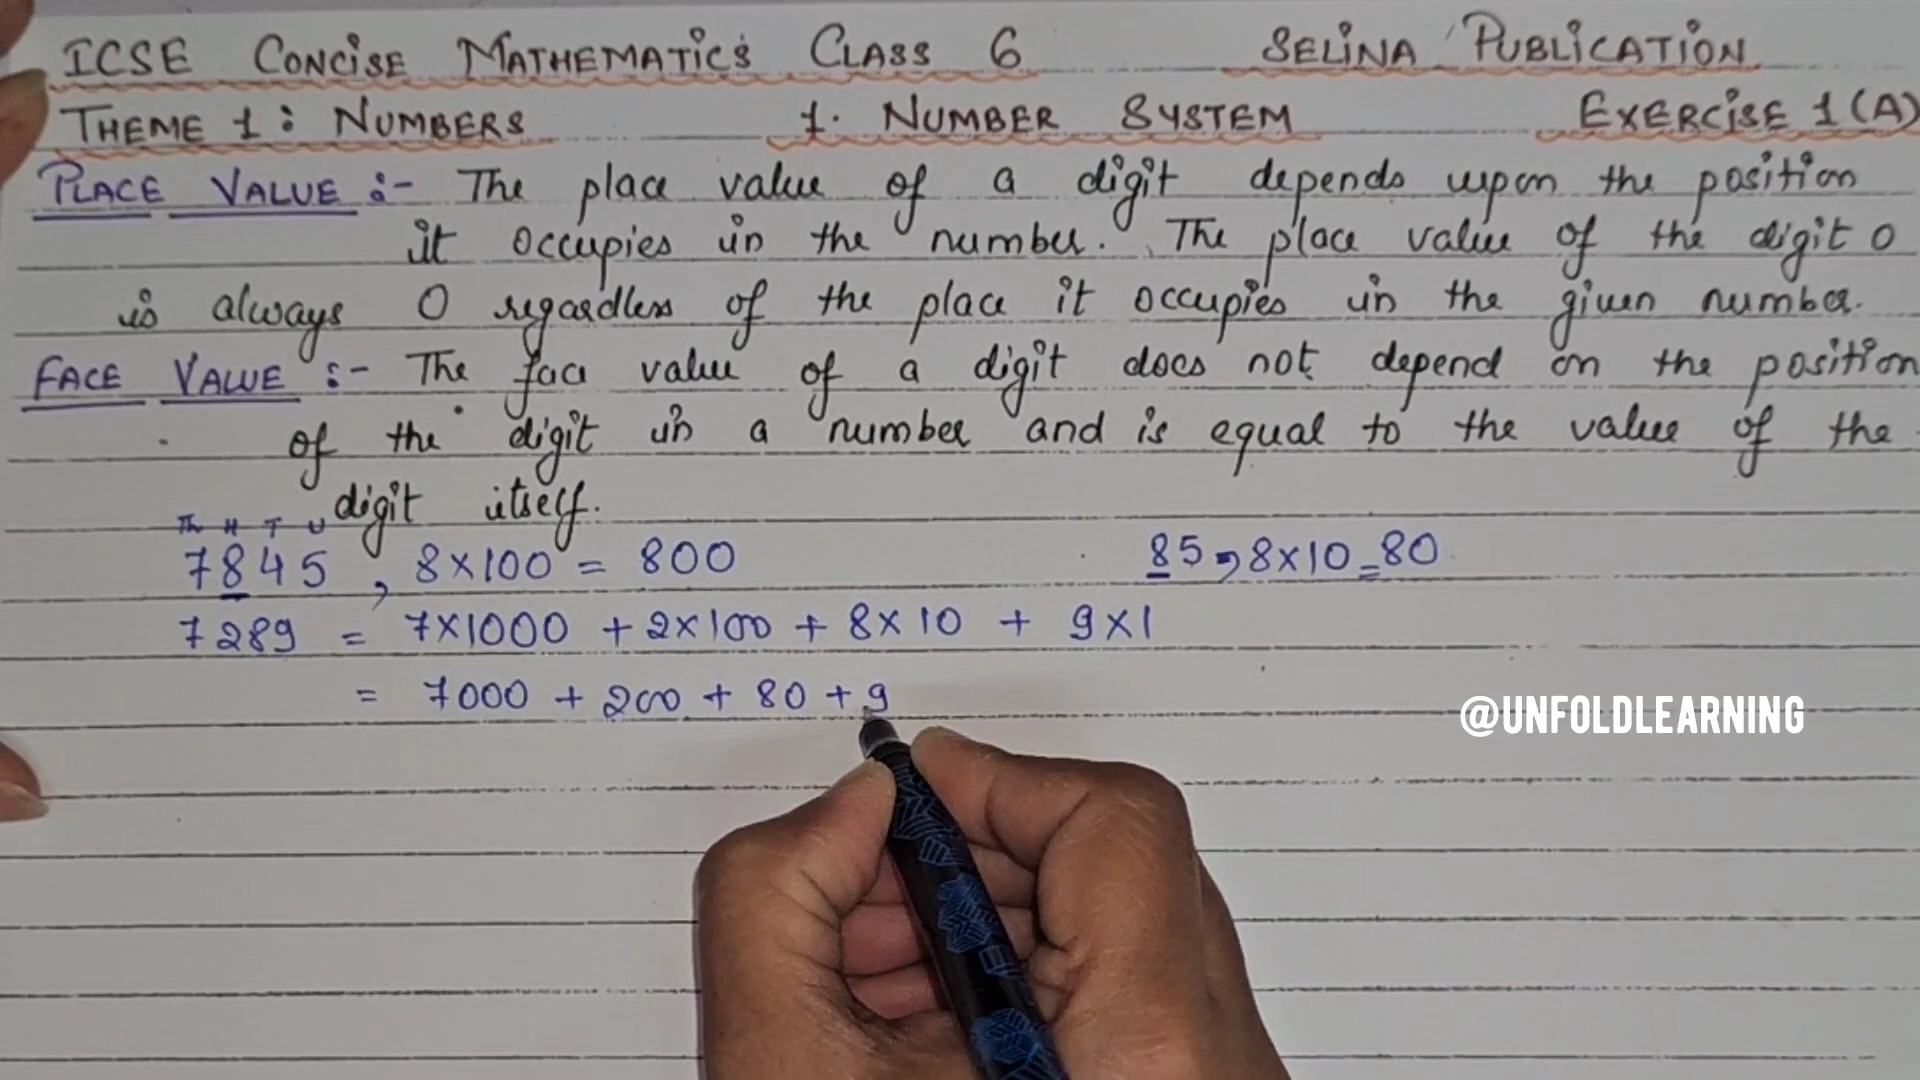 ICSE CONCISE MATHEMATICS CLASS 6 SELINA PUBLICATION
THEME 1: NUMBERS 1. NUMBER SYSTEM EXERCISE 1(A)
PLACE VALUE :- The place value of a digit depends upon the position
it occupies in the number. The place value of the digit 0
is always 0 regardless of the place it occupies in the given number.
FACE VALUE :- The face value of a digit does not depend on the position
of the digit in a number and is equal to the value of the
digit itself.
Th H T U
7845, 8×100 = 800 85, 8×10 = 80
7289 = 7×1000 + 2×100 + 8×10 + 9×1
= 7000 + 200 + 80 + 9
@UNFOLDLEARNING